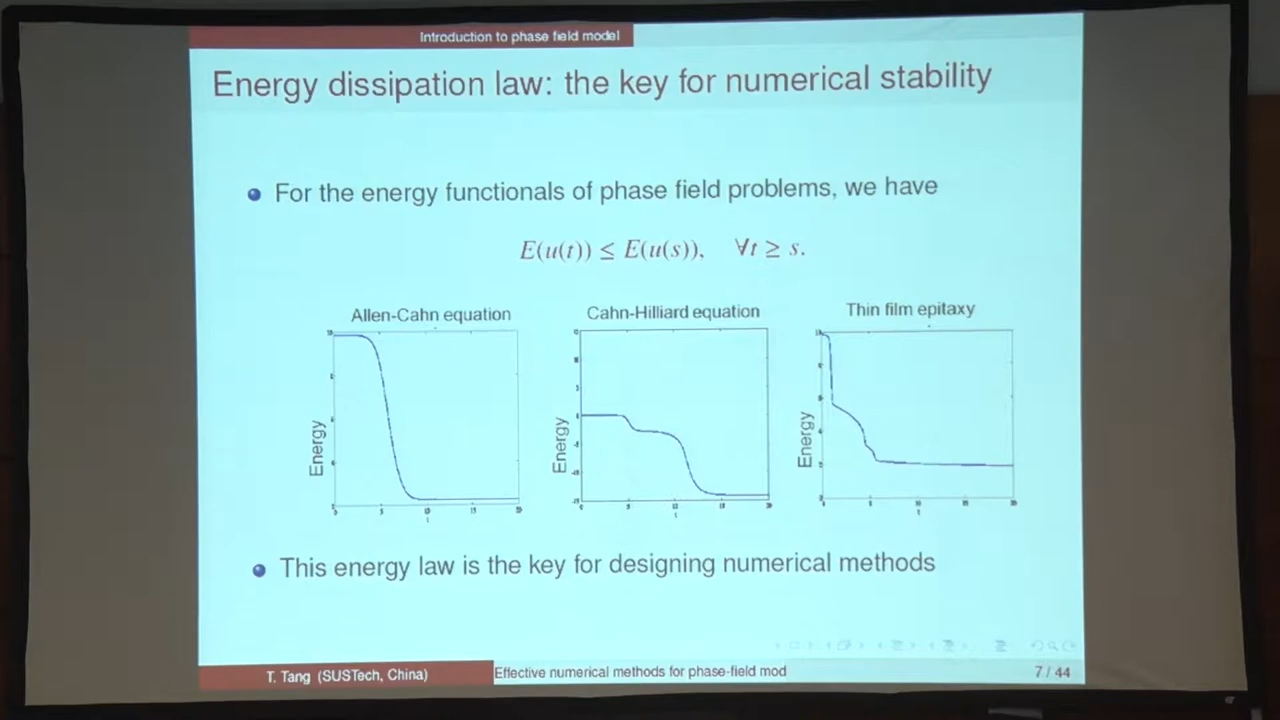 Introduction to phase field model
Energy dissipation law: the key for numerical stability
For the energy functionals of phase field problems, we have
E(u(t)) ≤ E(u(s)), ∀t ≥ s.
Allen-Cahn equation
Cahn-Hilliard equation
Thin film epitaxy
Energy
Energy
Energy
This energy law is the key for designing numerical methods
T. Tang (SUSTech, China)
Effective numerical methods for phase-field mod
7 / 44